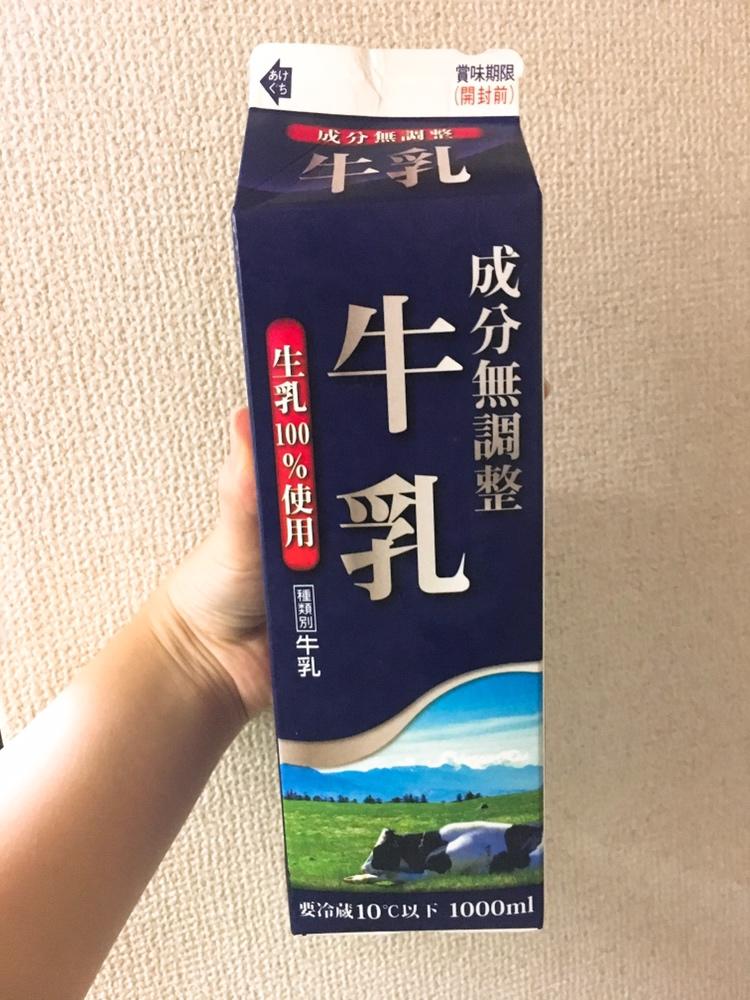 あけ
ぐち
賞味期限
(開封前)
成分無調整
牛乳
成分無調整
牛乳
生乳100%使用
種類別
牛乳
要冷蔵10℃以下 1000ml